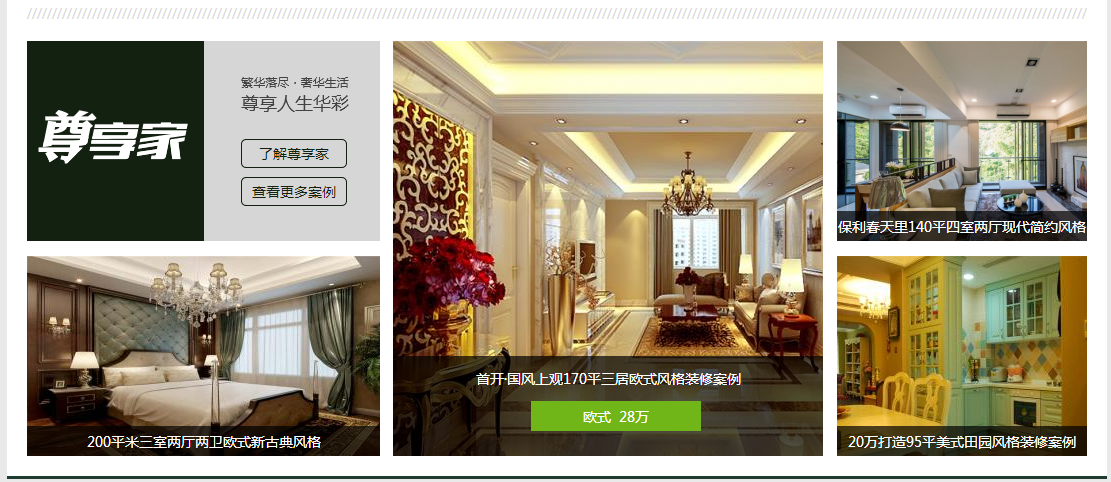 尊享家
繁华落尽 · 奢华生活
尊享人生华彩
了解尊享家
查看更多案例
200平米三室两厅两卫欧式新古典风格
首开·国风上观170平三居欧式风格装修案例
欧式 28万
保利春天里140平四室两厅现代简约风格
20万打造95平美式田园风格装修案例